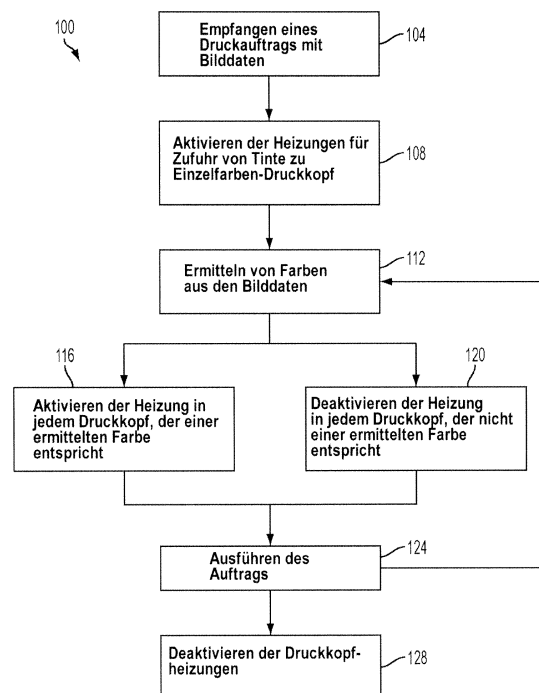 100
Empfangen eines
Druckauftrags mit
Bilddaten
104
Aktivieren der Heizungen für
Zufuhr von Tinte zu
Einzelfarben-Druckkopf
108
Ermitteln von Farben
aus den Bilddaten
112
116
Aktivieren der Heizung in
jedem Druckkopf, der einer
ermittelten Farbe
entspricht
120
Deaktivieren der Heizung
in jedem Druckkopf, der nicht
einer ermittelten Farbe
entspricht
Ausführen des
Auftrags
124
Deaktivieren der Druckkopf-
heizungen
128